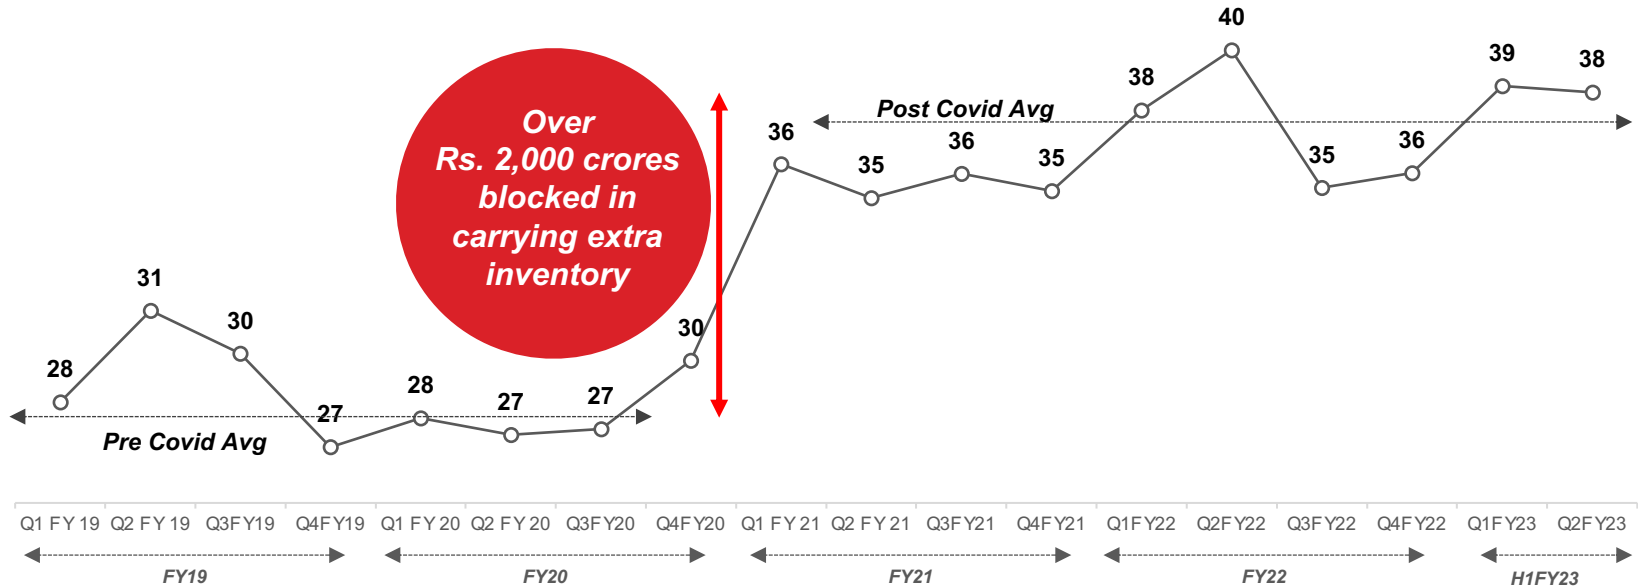 40
39
38
38
Over
Rs. 2,000 crores
blocked in
carrying extra
inventory
Post Covid Avg
36
35
36
35
35
36
31
30
30
28
27
28
27
27
Pre Covid Avg
Q1 FY 19 Q2 FY 19 Q3FY19 Q4FY19 Q1 FY 20 Q2 FY 20 Q3FY20 Q4FY20 Q1 FY 21 Q2 FY 21 Q3FY21 Q4FY21 Q1FY22 Q2FY22 Q3FY22 Q4FY22 Q1FY23 Q2FY23
FY19 FY20 FY21 FY22 H1FY23